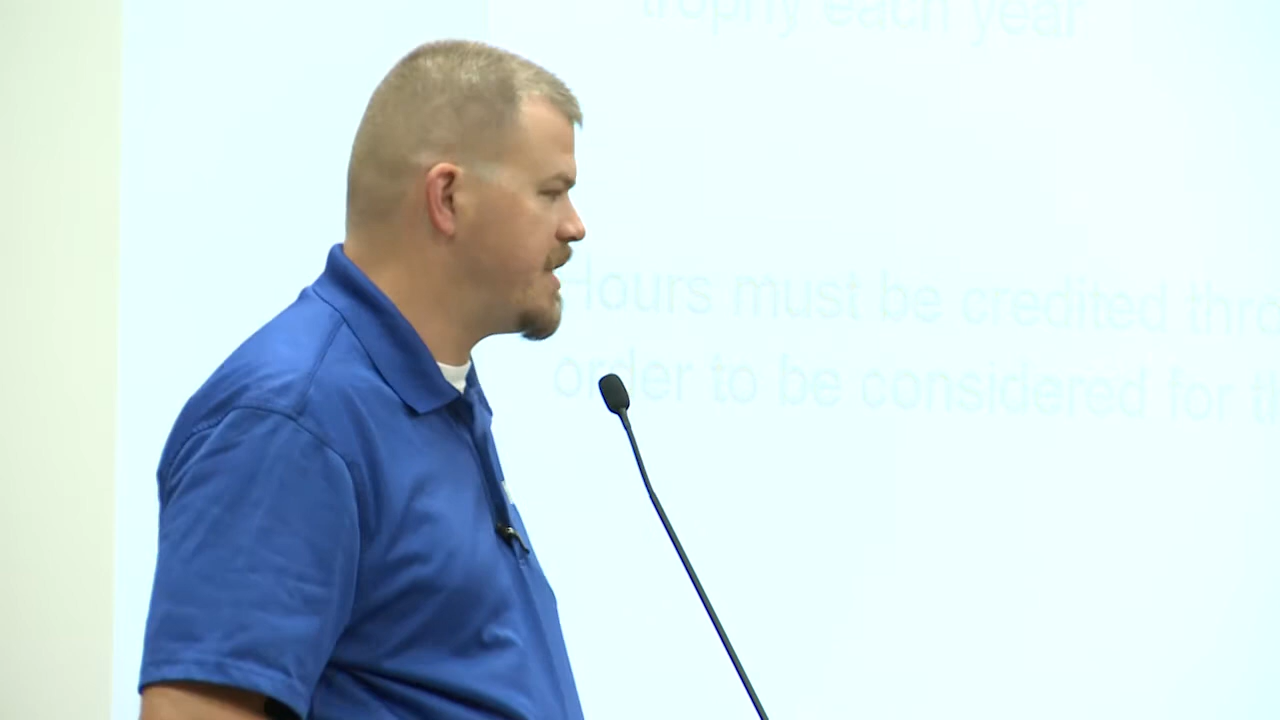 trophy each year
Hours must be credited thro
order to be considered for th